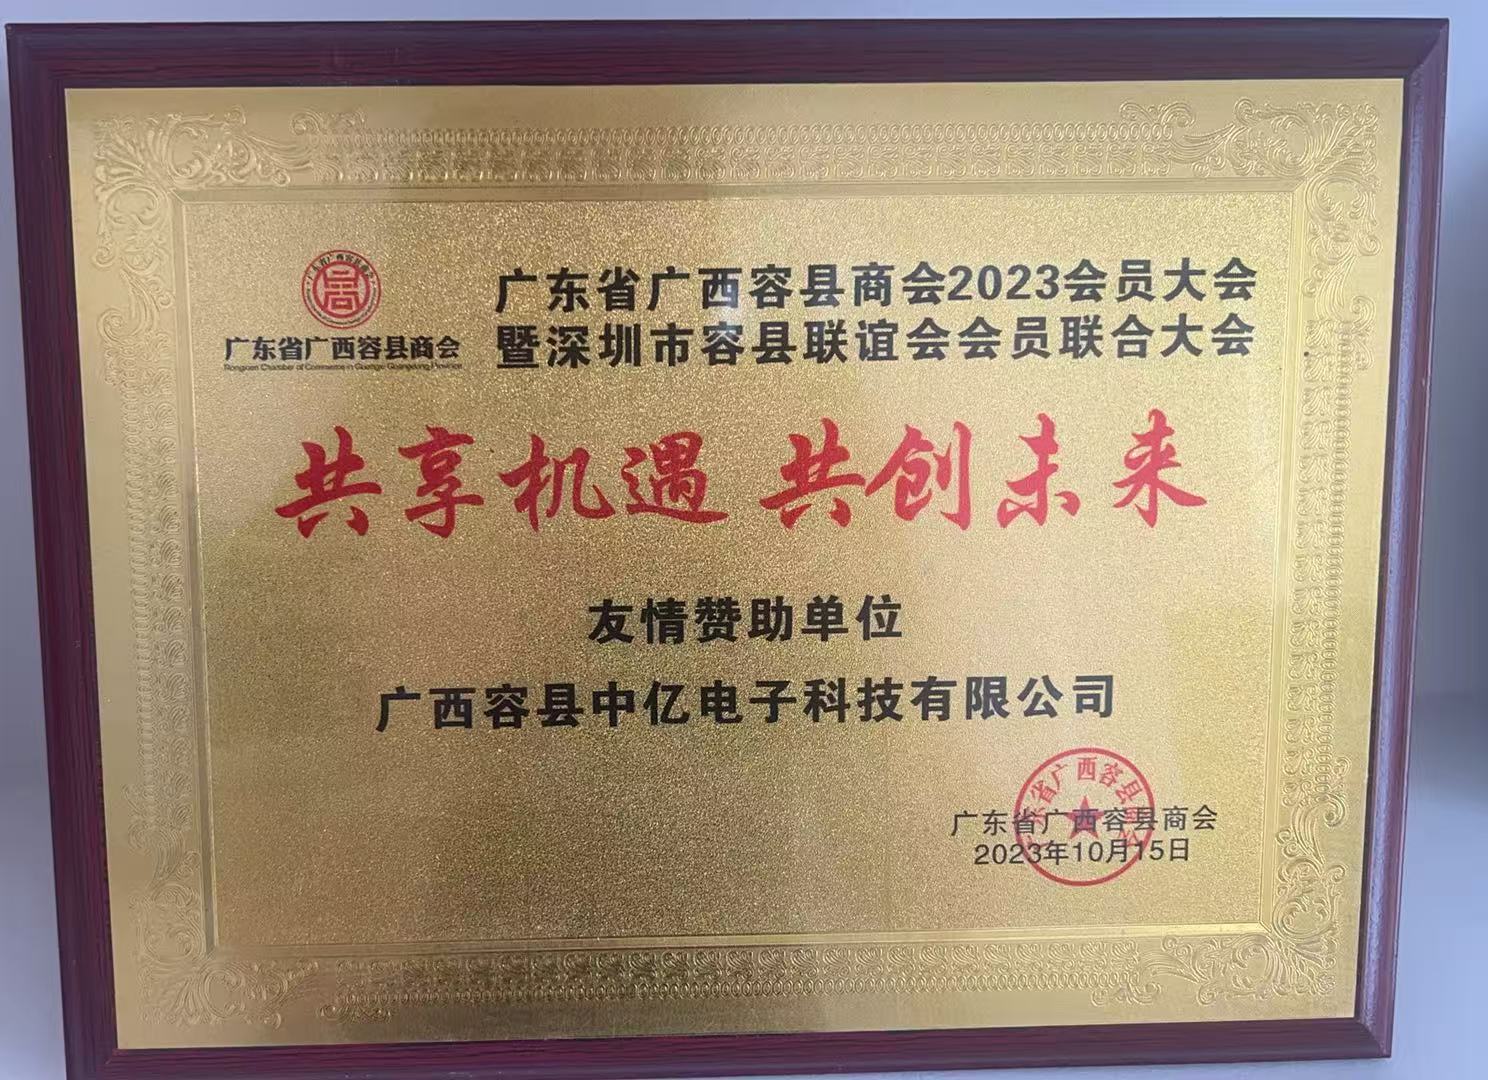 广东省广西容县商会2023会员大会
暨深圳市容县联谊会会员联合大会
广东省广西容县商会
共享机遇 共创未来
友情赞助单位
广西容县中亿电子科技有限公司
广东省广西容县商会
2023年10月15日